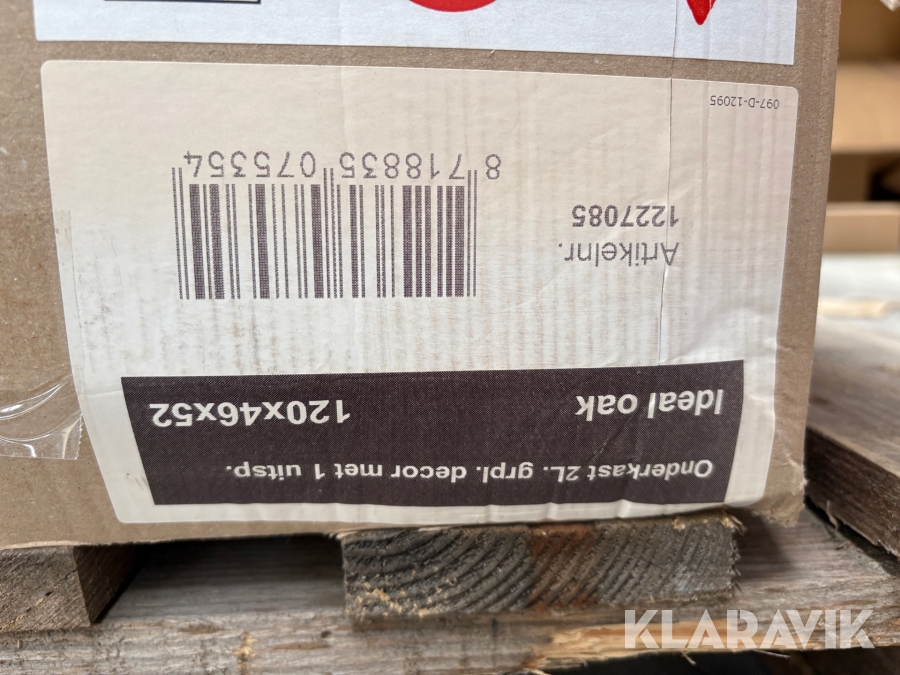 Onderkast 2L. grpl. decor met 1 uitsp.
Ideal oak 120x46x52
Artikelnr.
1227085
8 718835 075354
097-D-12095
KLARAVIK